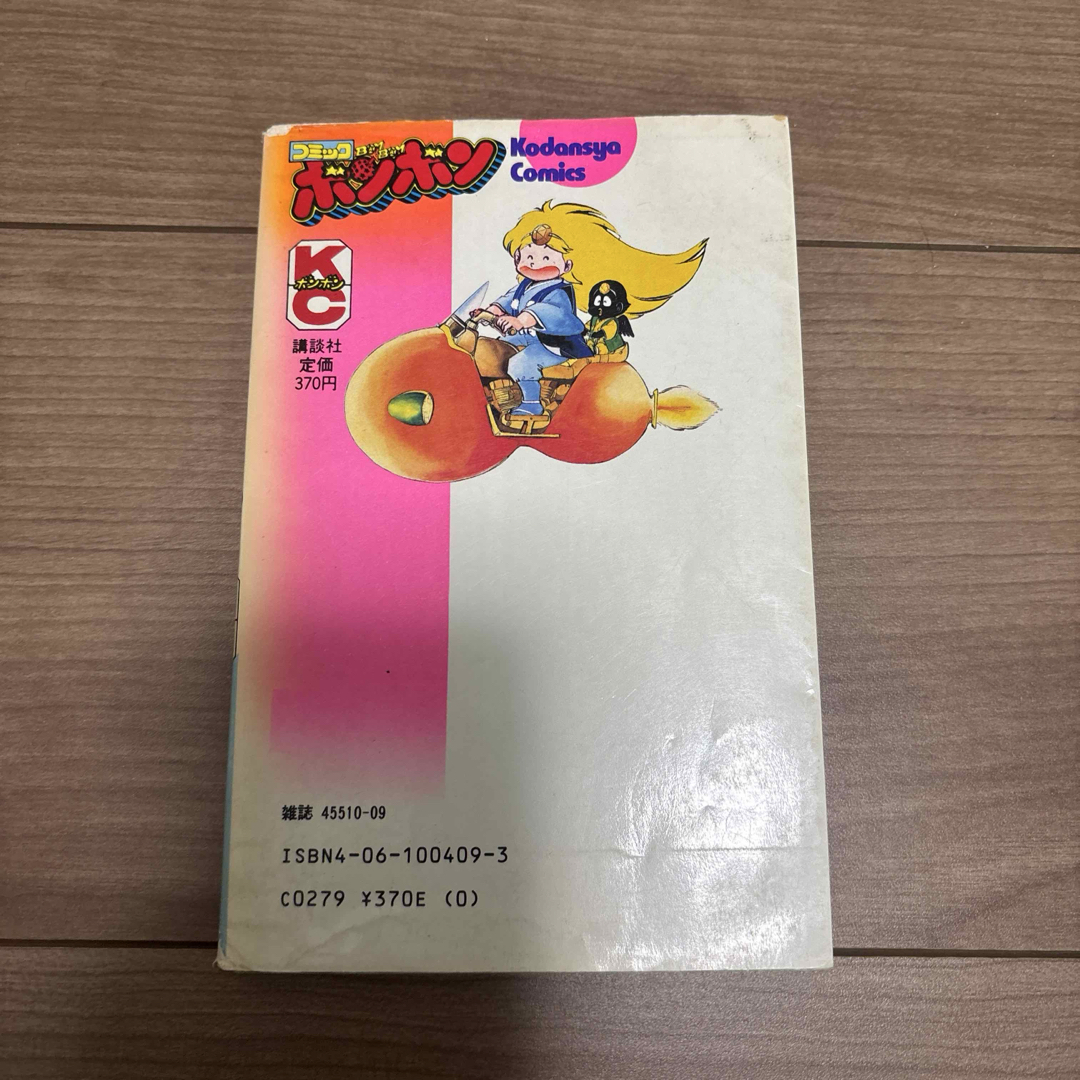 コミック
ボンボン
Kodansya
Comics
K
ボンボン
C
講談社
定価
370円
雑誌 45510-09
ISBN4-06-100409-3
C0279 ¥370E (0)